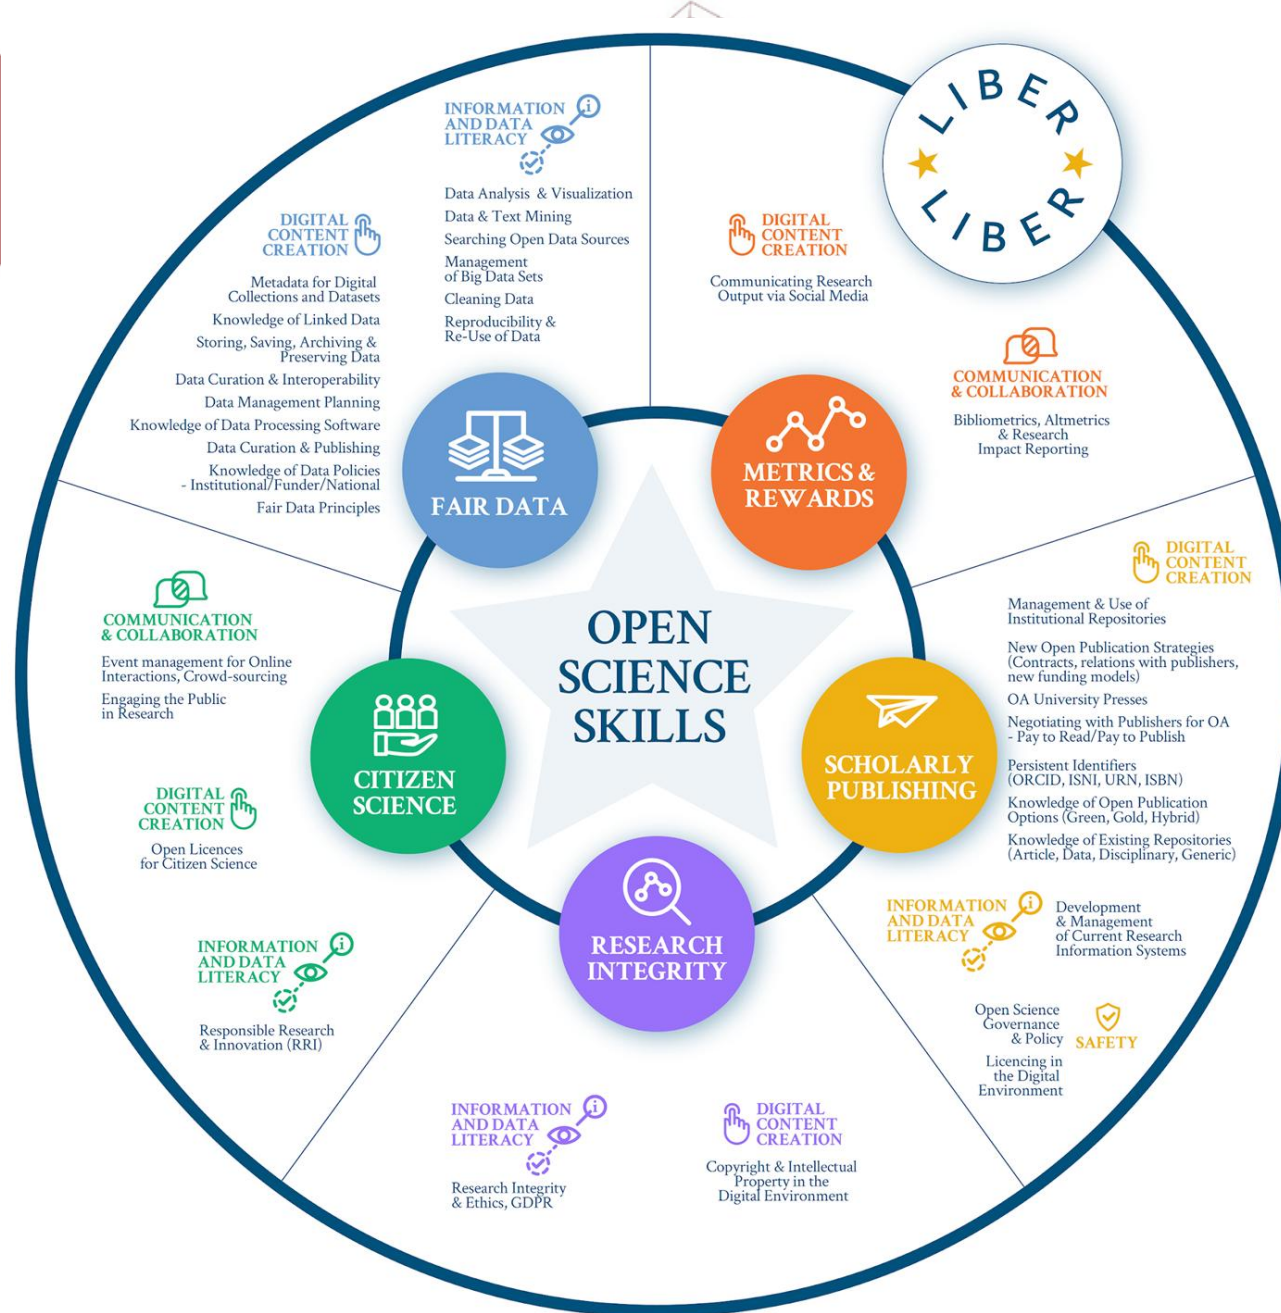 LIBER
LIBER
INFORMATION
AND DATA
LITERACY
Data Analysis & Visualization
Data & Text Mining
Searching Open Data Sources
Management
of Big Data Sets
Cleaning Data
Reproducibility &
Re-Use of Data
DIGITAL
CONTENT
CREATION
Metadata for Digital
Collections and Datasets
Knowledge of Linked Data
Storing, Saving, Archiving &
Preserving Data
Data Curation & Interoperability
Data Management Planning
Knowledge of Data Processing Software
Data Curation & Publishing
Knowledge of Data Policies
- Institutional/Funder/National
Fair Data Principles
FAIR DATA
DIGITAL
CONTENT
CREATION
Communicating Research
Output via Social Media
COMMUNICATION
& COLLABORATION
Bibliometrics, Altmetrics
& Research
Impact Reporting
METRICS &
REWARDS
OPEN
SCIENCE
SKILLS
DIGITAL
CONTENT
CREATION
Management & Use of
Institutional Repositories
New Open Publication Strategies
(Contracts, relations with publishers,
new funding models)
OA University Presses
Negotiating with Publishers for OA
- Pay to Read/Pay to Publish
Persistent Identifiers
(ORCID, ISNI, URN, ISBN)
Knowledge of Open Publication
Options (Green, Gold, Hybrid)
Knowledge of Existing Repositories
(Article, Data, Disciplinary, Generic)
SCHOLARLY
PUBLISHING
INFORMATION
AND DATA
LITERACY
Development
& Management
of Current Research
Information Systems
Open Science
Governance
& Policy
SAFETY
Licencing in
the Digital
Environment
COMMUNICATION
& COLLABORATION
Event management for Online
Interactions, Crowd-sourcing
Engaging the Public
in Research
CITIZEN
SCIENCE
DIGITAL
CONTENT
CREATION
Open Licences
for Citizen Science
INFORMATION
AND DATA
LITERACY
Responsible Research
& Innovation (RRI)
RESEARCH
INTEGRITY
INFORMATION
AND DATA
LITERACY
Research Integrity
& Ethics, GDPR
DIGITAL
CONTENT
CREATION
Copyright & Intellectual
Property in the
Digital Environment